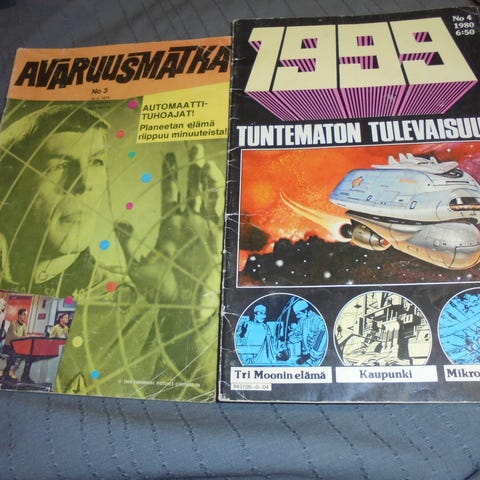 AVARUUSMATKA
No 3
AUTOMAATTI-
TUHOAJAT!
Planeetan elämä
riippuu minuuteista!
No 4
1980
6:50
1999
TUNTEMATON TULEVAISUU
Tri Moonin elämä
Kaupunki
Mikro